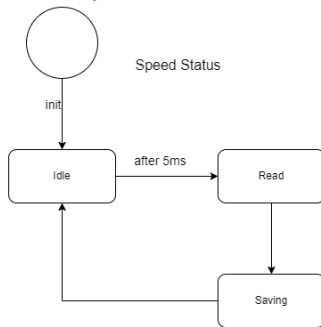 Speed Status
init
after 5ms
Idle
Read
Saving